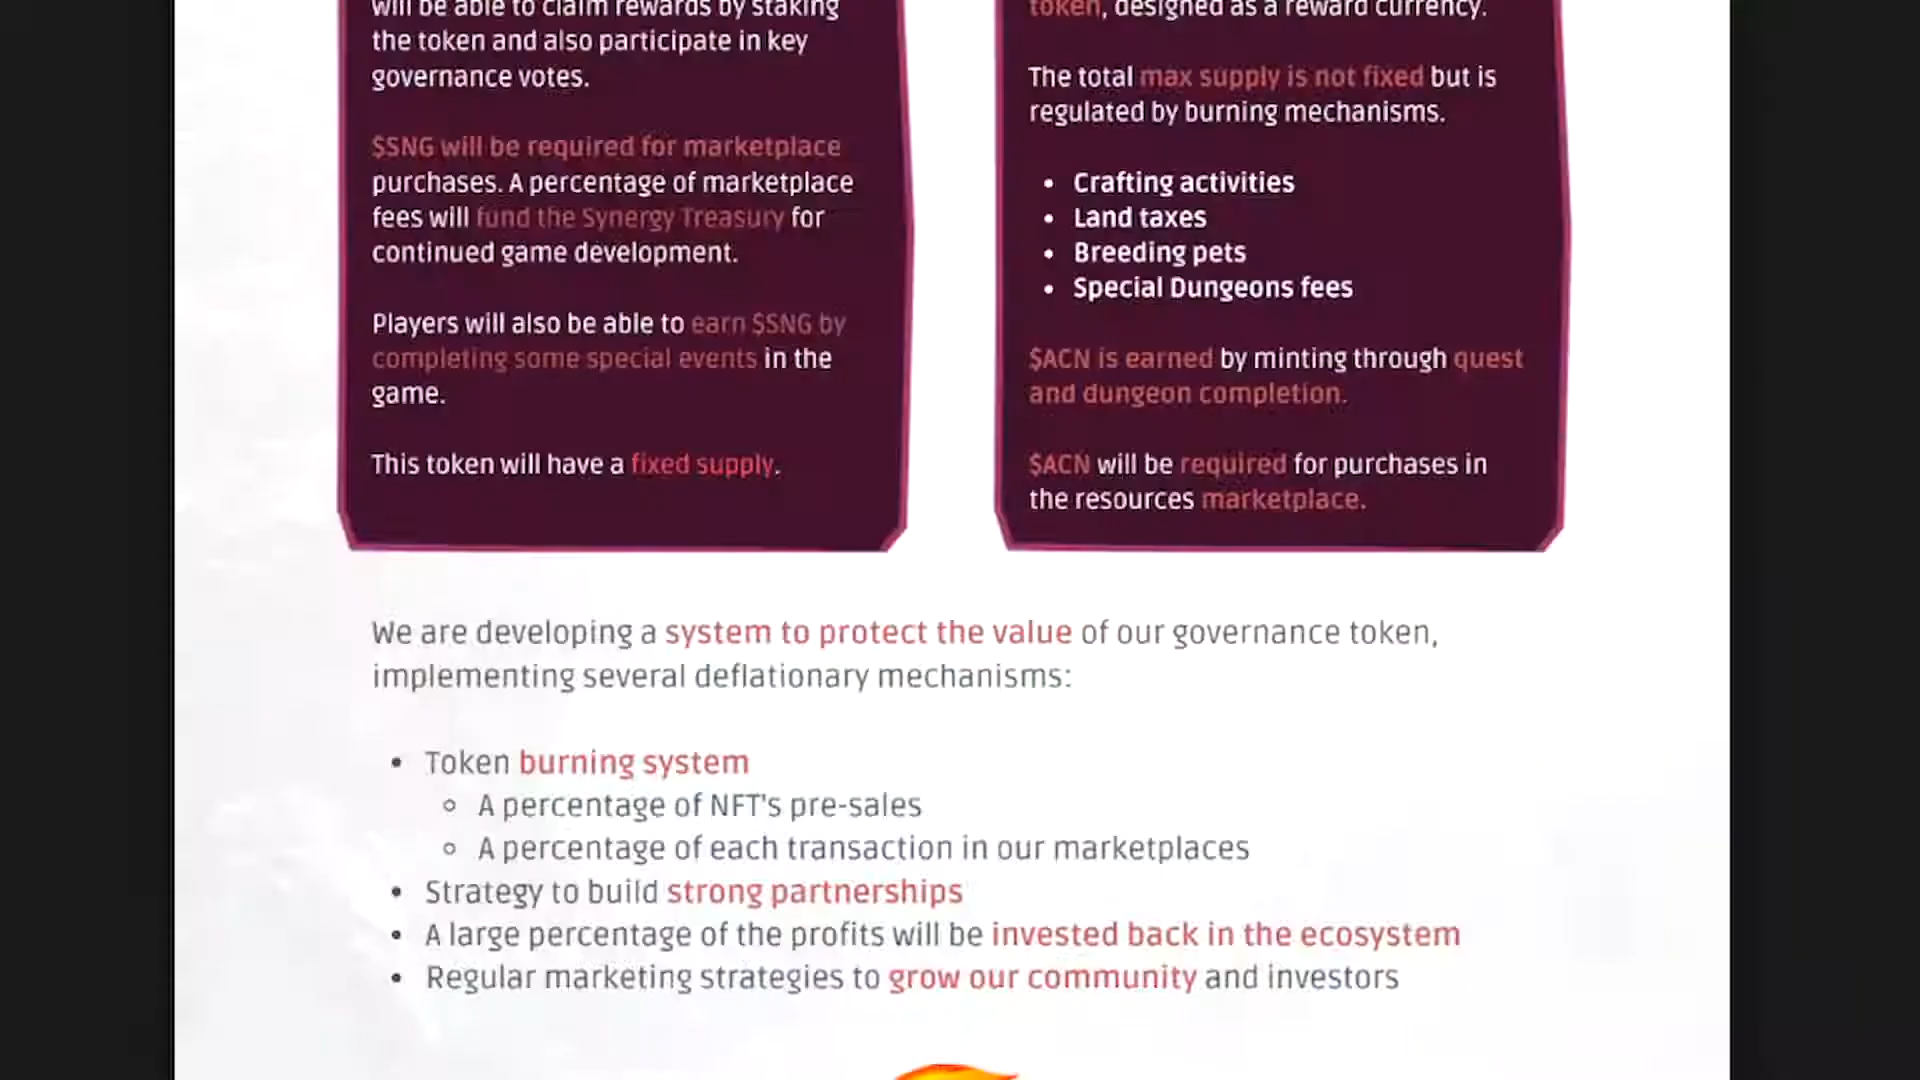 will be able to claim rewards by staking
the token and also participate in key
governance votes.
$SNG will be required for marketplace
purchases. A percentage of marketplace
fees will fund the Synergy Treasury for
continued game development.
Players will also be able to earn $SNG by
completing some special events in the
game.
This token will have a fixed supply.
token, designed as a reward currency.
The total max supply is not fixed but is
regulated by burning mechanisms.
• Crafting activities
• Land taxes
• Breeding pets
• Special Dungeons fees
$ACN is earned by minting through quest
and dungeon completion.
$ACN will be required for purchases in
the resources marketplace.
We are developing a system to protect the value of our governance token,
implementing several deflationary mechanisms:
• Token burning system
◦ A percentage of NFT's pre-sales
◦ A percentage of each transaction in our marketplaces
• Strategy to build strong partnerships
• A large percentage of the profits will be invested back in the ecosystem
• Regular marketing strategies to grow our community and investors